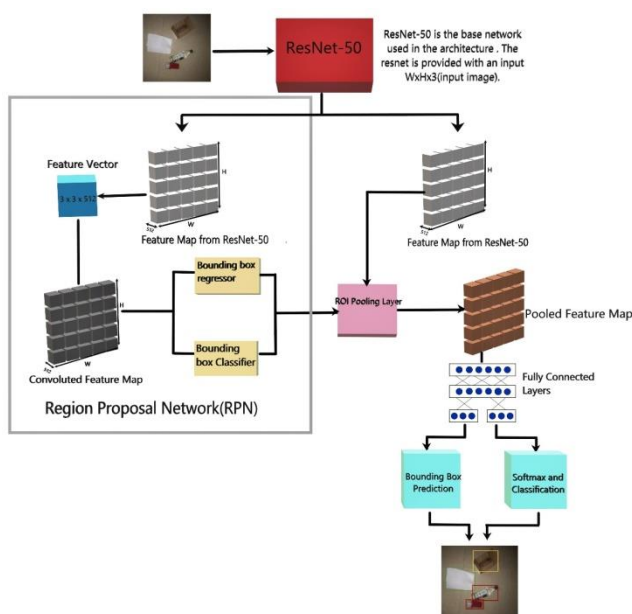 ResNet-50
ResNet-50 is the base network
used in the architecture . The
resnet is provided with an input
WxHx3(input image).
Feature Vector
3 x 3 x 512
H
W
512
Feature Map from ResNet-50
H
W
512
Feature Map from ResNet-50
Bounding box
regressor
ROI Pooling Layer
H
W
512
Convoluted Feature Map
Bounding
box Classifier
Pooled Feature Map
Region Proposal Network(RPN)
Fully Connected
Layers
Bounding Box
Prediction
Softmax and
Classification